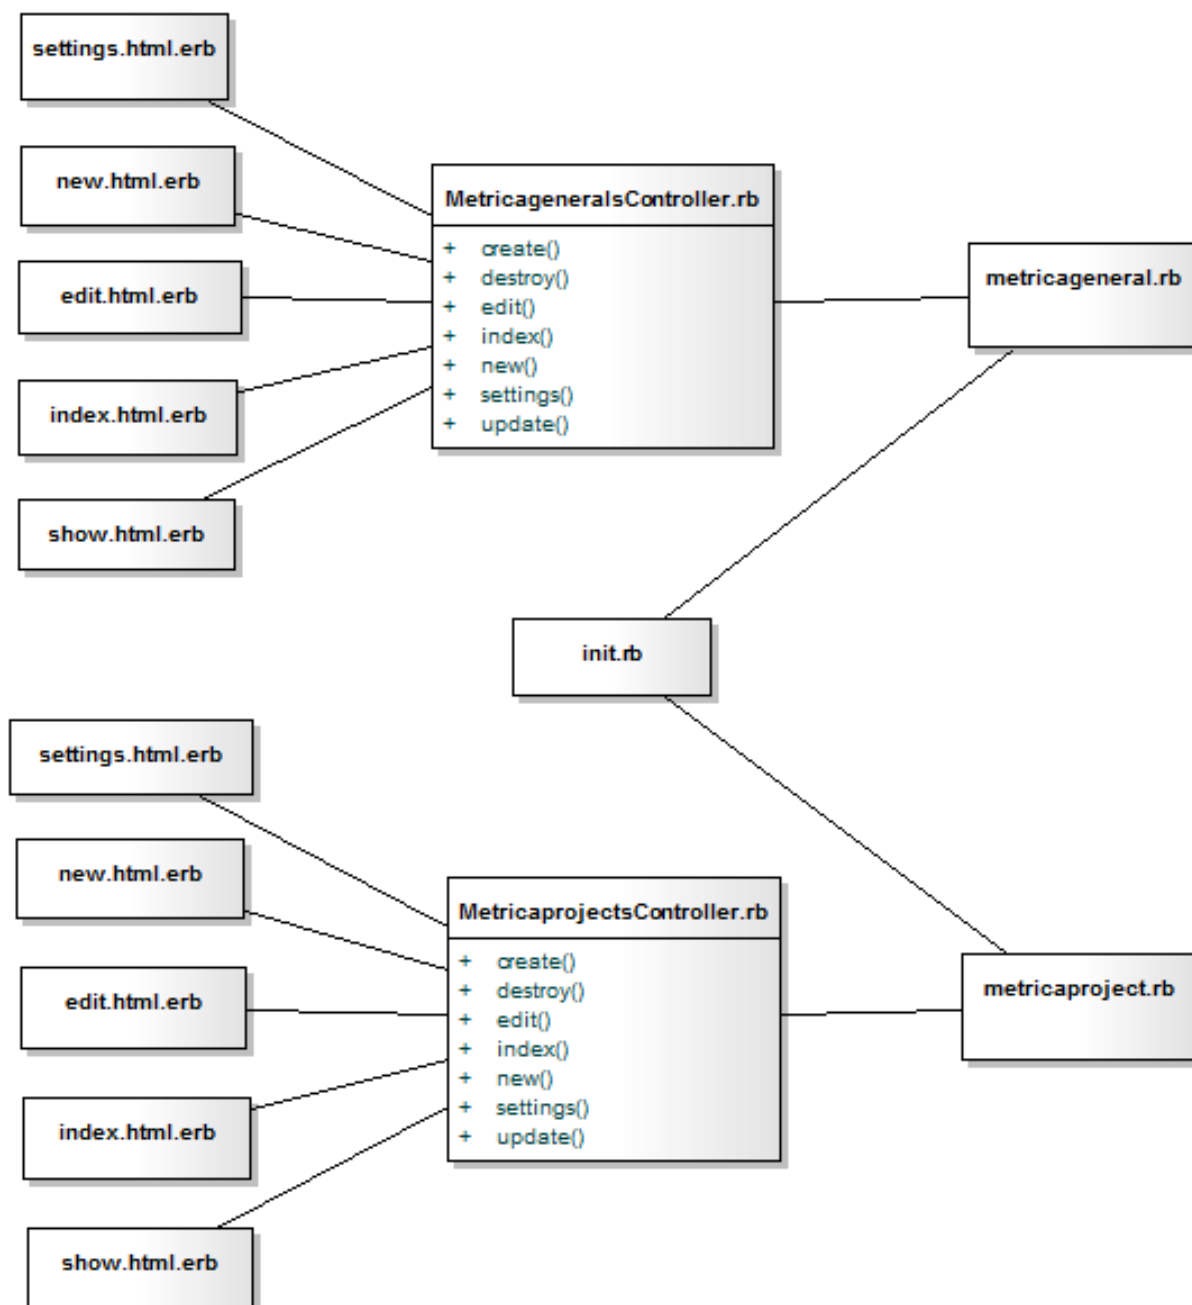 settings.html.erb
new.html.erb
edit.html.erb
index.html.erb
show.html.erb
MetricageneralsController.rb
+ create()
+ destroy()
+ edit()
+ index()
+ new()
+ settings()
+ update()
metricageneral.rb
init.rb
settings.html.erb
new.html.erb
edit.html.erb
index.html.erb
show.html.erb
MetricaprojectsController.rb
+ create()
+ destroy()
+ edit()
+ index()
+ new()
+ settings()
+ update()
metricaproject.rb